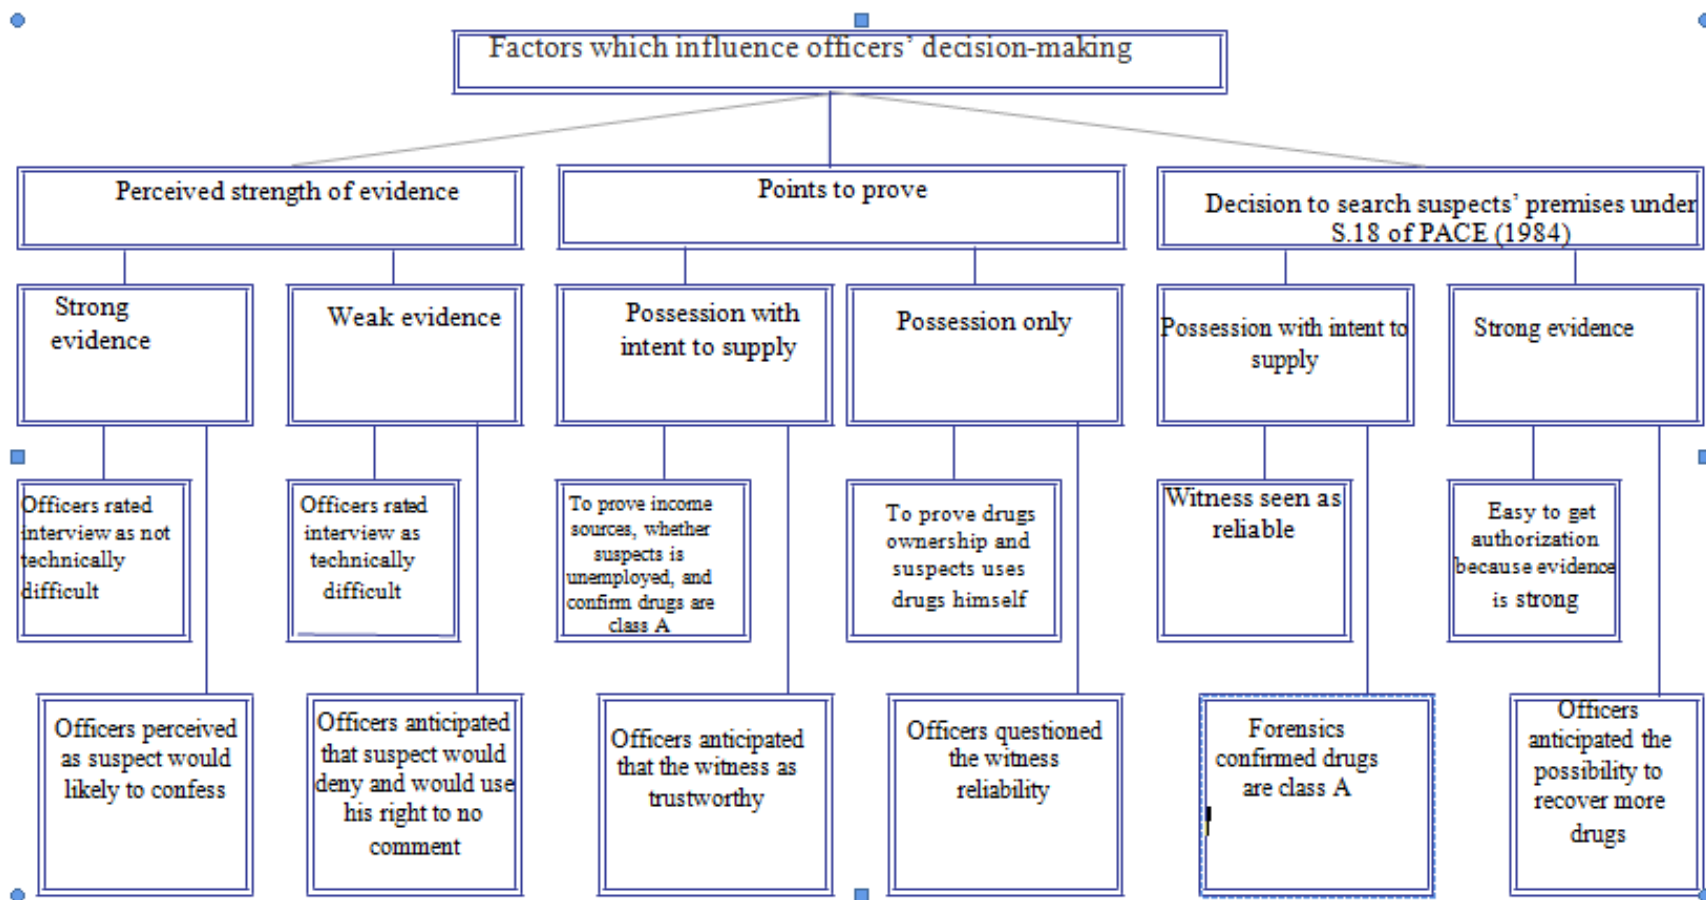 Factors which influence officers’ decision-making
Perceived strength of evidence
Points to prove
Decision to search suspects’ premises under
S.18 of PACE (1984)
Strong
evidence
Weak evidence
Possession with
intent to supply
Possession only
Possession with intent to
supply
Strong evidence
Officers rated
interview as not
technically
difficult
Officers rated
interview as
technically
difficult
To prove income
sources, whether
suspects is
unemployed, and
confirm drugs are
class A
To prove drugs
ownership and
suspects uses
drugs himself
Witness seen as
reliable
Easy to get
authorization
because evidence
is strong
Officers perceived
as suspect would
likely to confess
Officers anticipated
that suspect would
deny and would use
his right to no
comment
Officers anticipated
that the witness as
trustworthy
Officers questioned
the witness
reliability
Forensics
confirmed drugs
are class A
Officers
anticipated the
possibility to
recover more
drugs